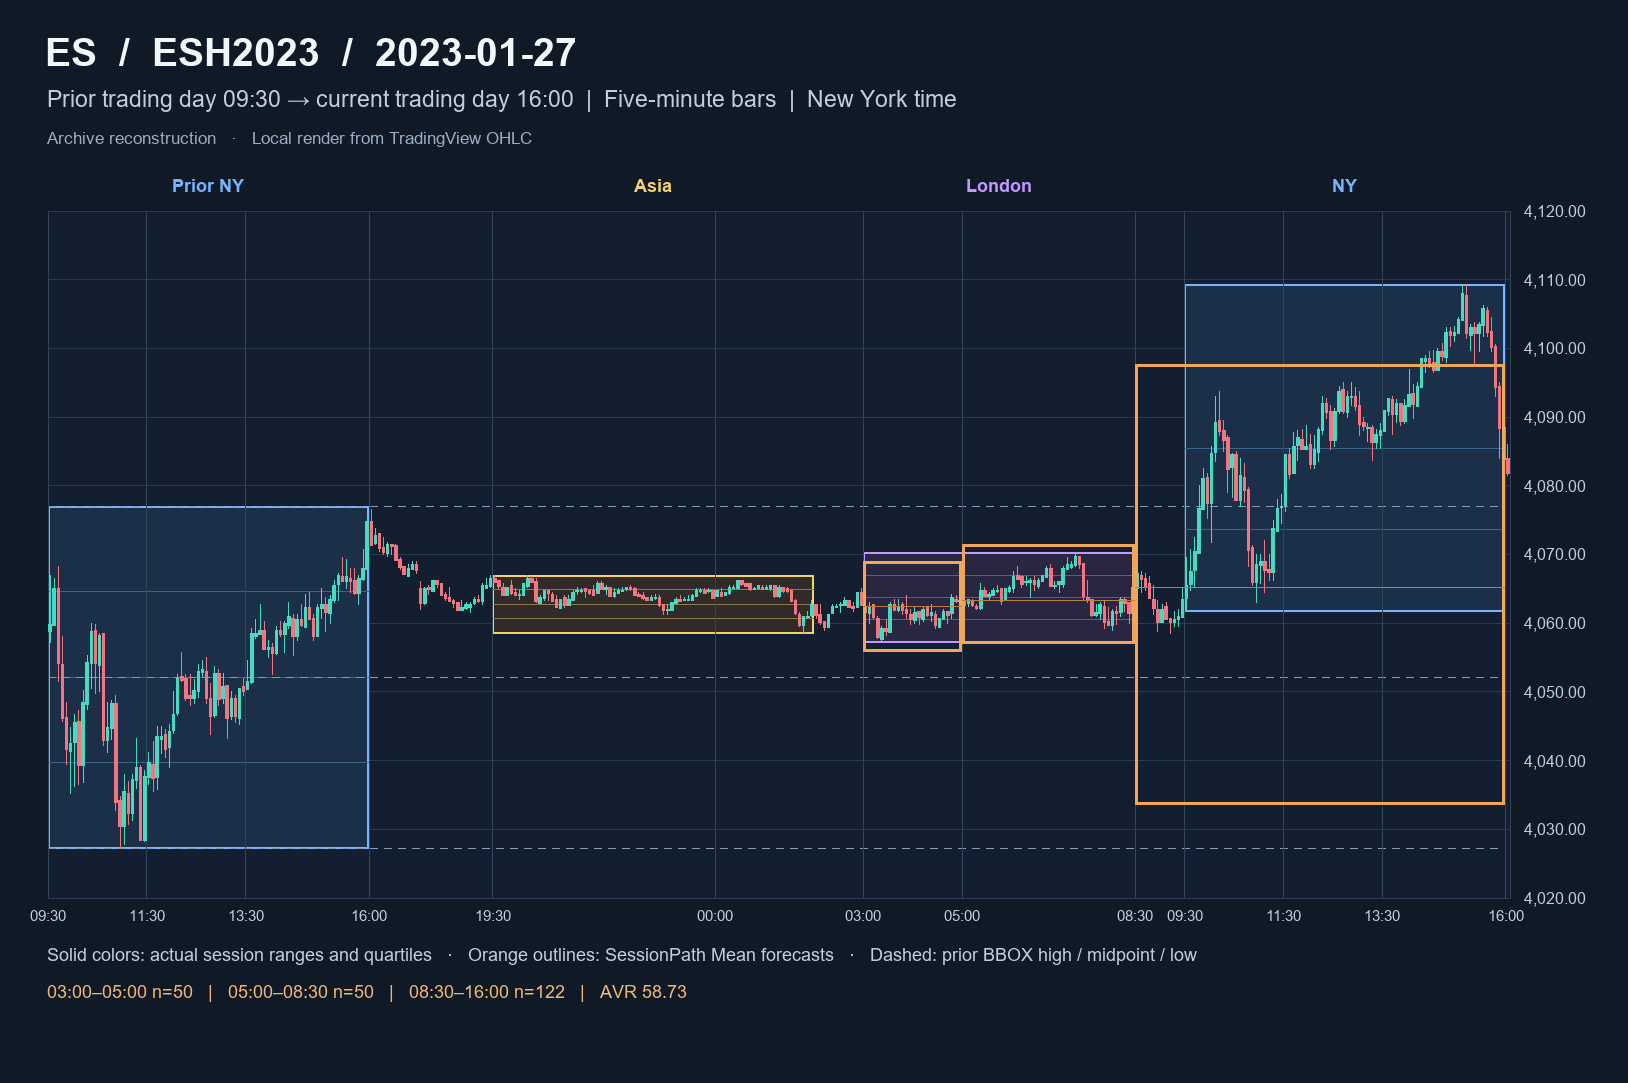 ES / ESH2023 / 2023-01-27
Prior trading day 09:30 → current trading day 16:00 | Five-minute bars | New York time
Archive reconstruction · Local render from TradingView OHLC
Prior NY Asia London NY
4,120.00
4,110.00
4,100.00
4,090.00
4,080.00
4,070.00
4,060.00
4,050.00
4,040.00
4,030.00
4,020.00
09:30 11:30 13:30 16:00 19:30 00:00 03:00 05:00 08:30 09:30 11:30 13:30 16:00
Solid colors: actual session ranges and quartiles · Orange outlines: SessionPath Mean forecasts · Dashed: prior BBOX high / midpoint / low
03:00–05:00 n=50 | 05:00–08:30 n=50 | 08:30–16:00 n=122 | AVR 58.73